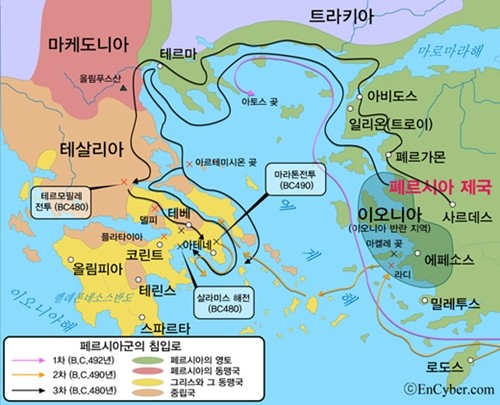 트라키아
마케도니아
테르마
마로마라해
올림푸스산
아토스 곶
아비도스
일리온(트로이)
테살리아
아르테미시온 곶
페르가몬
마라톤전투
(BC490)
페르시아 제국
테르모필레
전투 (BC480)
델피
테베
이오니아
(이오니아 반란 지역)
사르데스
에게해
플라타이아
아테네
마켈레 곶
코린트
에페소스
올림피아
라디
펠로폰네소스반도
살라미스 해전
(BC480)
이오니아해
테린스
밀레투스
스파르타
로도스
페르시아군의 침입로
1차 (B,C,492년)
2차 (B,C,490년)
3차 (B,C,480년)
페르시아의 영토
페르시아의 동맹국
그리스와 그 동맹국
중립국
©EnCyber.com